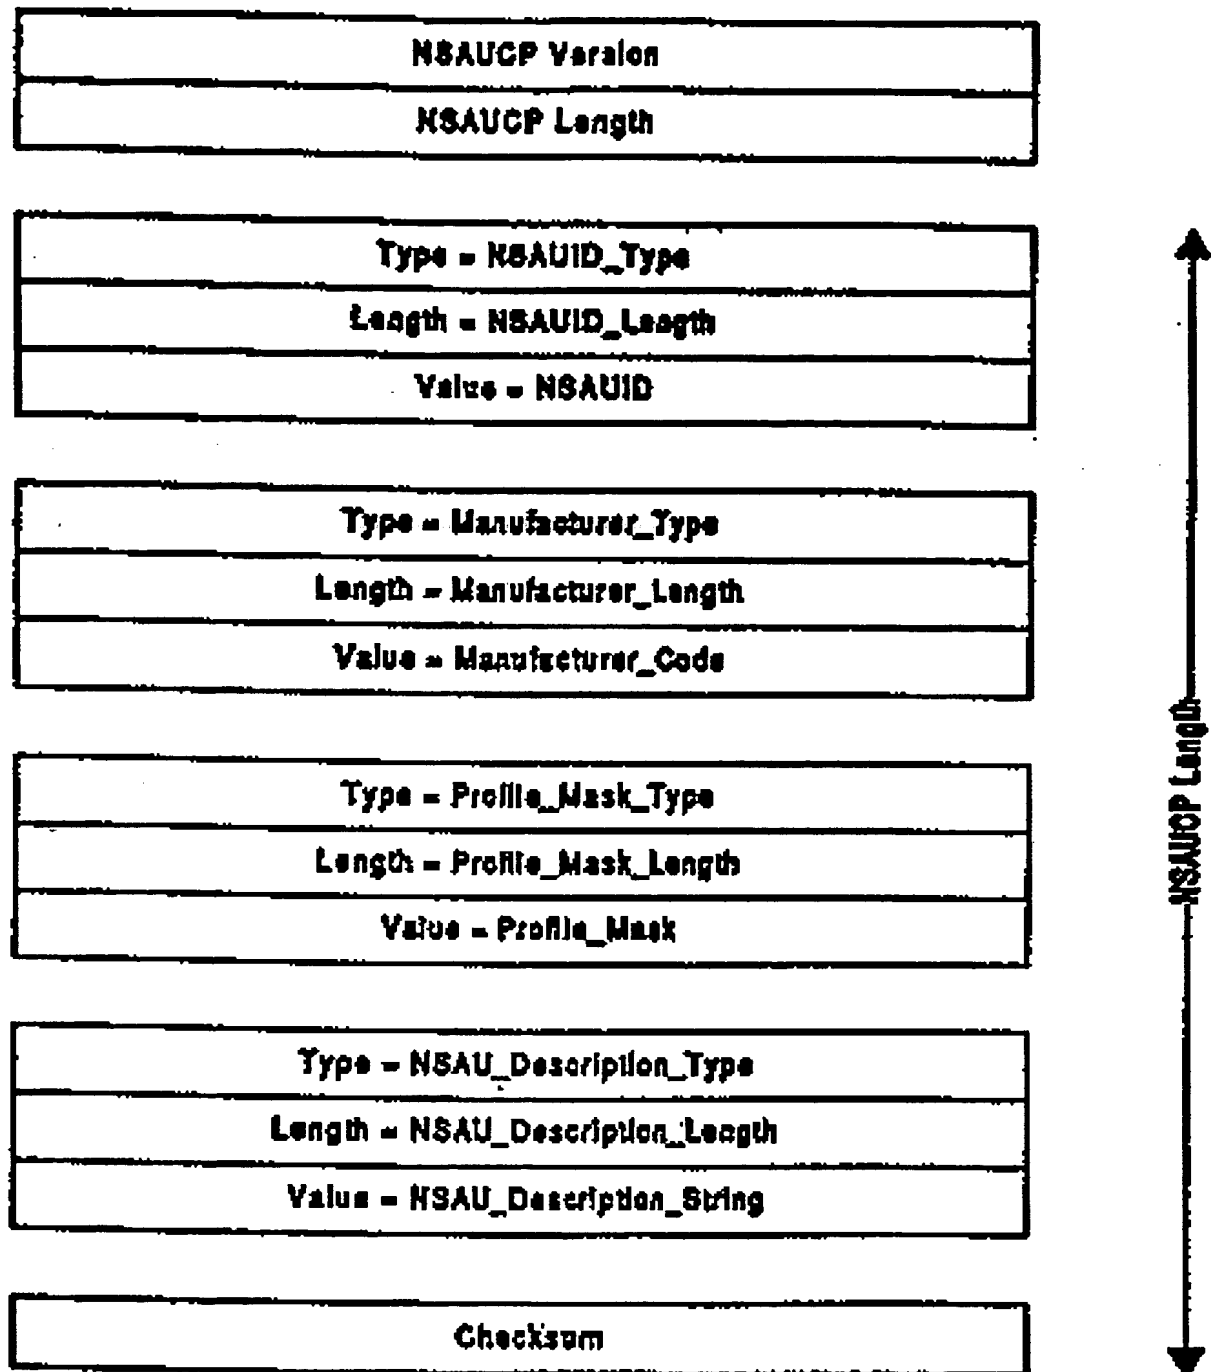 NSAUCP Version
NSAUCP Length
Type = NSAUID_Type
Length = NSAUID_Length
Value = NSAUID
Type = Manufacturer_Type
Length = Manufacturer_Length
Value = Manufacturer_Code
Type = Profile_Mask_Type
Length = Profile_Mask_Length
Value = Profile_Mask
Type = NSAU_Description_Type
Length = NSAU_Description_Length
Value = NSAU_Description_String
Checksum
NSAUCP Length